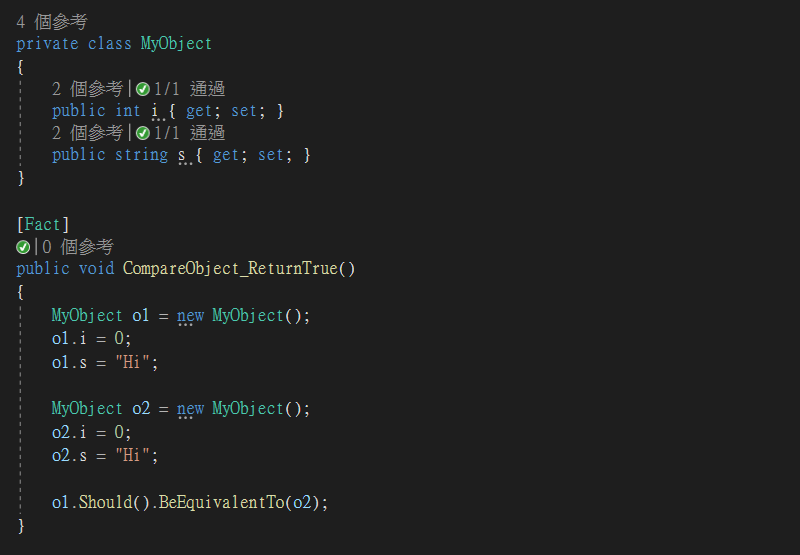 4 個參考
private class MyObject
{
2 個參考|1/1 通過
public int i { get; set; }
2 個參考|1/1 通過
public string s { get; set; }
}
[Fact]
|0 個參考
public void CompareObject_ReturnTrue()
{
MyObject o1 = new MyObject();
o1.i = 0;
o1.s = "Hi";
MyObject o2 = new MyObject();
o2.i = 0;
o2.s = "Hi";
o1.Should().BeEquivalentTo(o2);
}